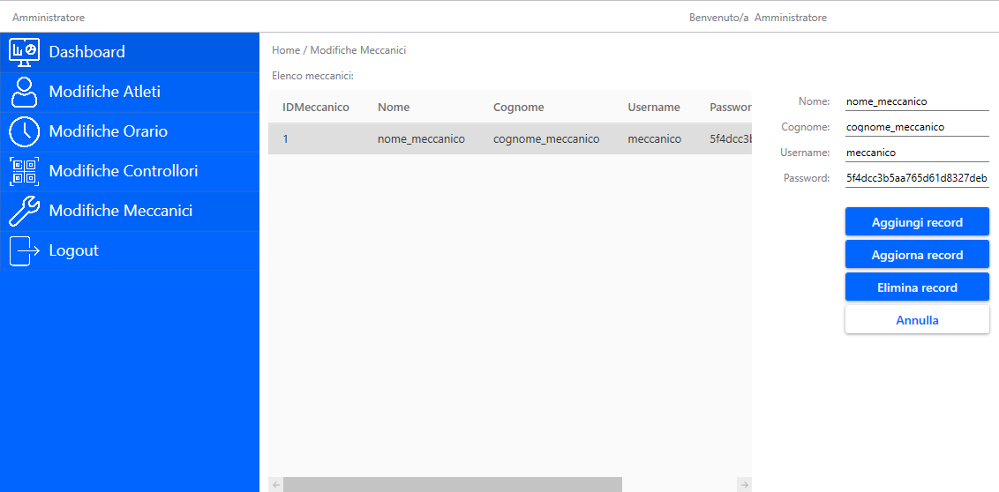 Amministratore
Benvenuto/a Amministratore
Dashboard
Modifiche Atleti
Modifiche Orario
Modifiche Controllori
Modifiche Meccanici
Logout
Home / Modifiche Meccanici
Elenco meccanici:
IDMeccanico Nome Cognome Username Passwor
1 nome_meccanico cognome_meccanico meccanico 5f4dcc3b
Nome: nome_meccanico
Cognome: cognome_meccanico
Username: meccanico
Password: 5f4dcc3b5aa765d61d8327deb
Aggiungi record
Aggiorna record
Elimina record
Annulla